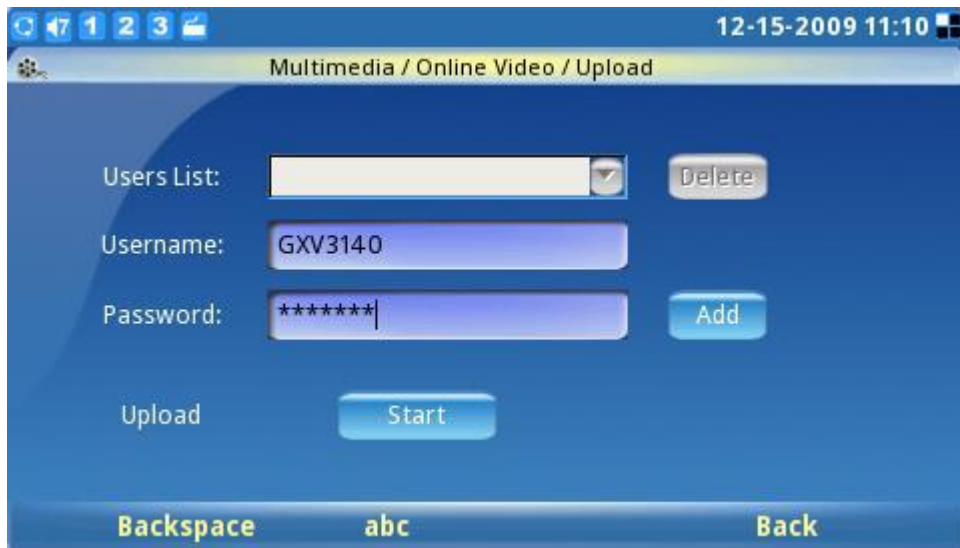 7 1 2 3 12-15-2009 11:10
Multimedia / Online Video / Upload
Users List: Delete
Username: GXV3140
Password: ******* Add
Upload Start
Backspace abc Back